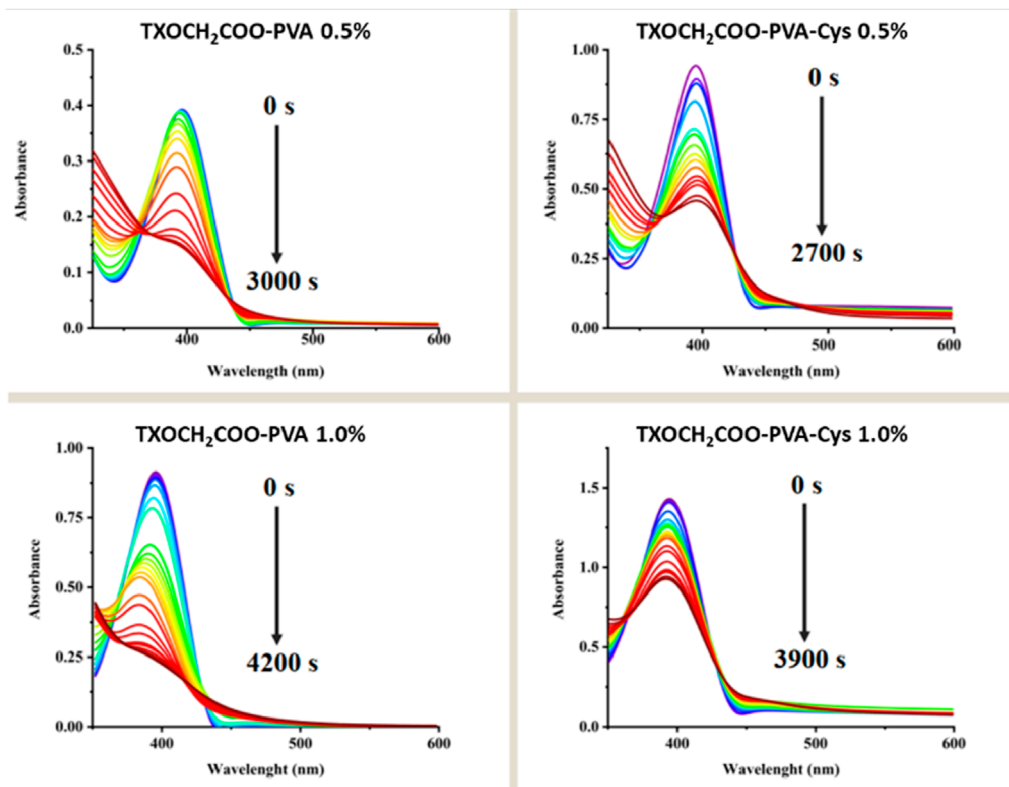 TXOCH₂COO-PVA 0.5%
0.5
0.4
0.3
0.2
0.1
0.0
Absorbance
0 s
3000 s
400
500
600
Wavelength (nm)
TXOCH₂COO-PVA-Cys 0.5%
1.00
0.75
0.50
0.25
0.00
Absorbance
0 s
2700 s
400
500
600
Wavelength (nm)
TXOCH₂COO-PVA 1.0%
1.00
0.75
0.50
0.25
0.00
Absorbance
0 s
4200 s
400
500
600
Wavelenght (nm)
TXOCH₂COO-PVA-Cys 1.0%
1.5
1.0
0.5
0.0
Absorbance
0 s
3900 s
400
500
600
Wavelength (nm)